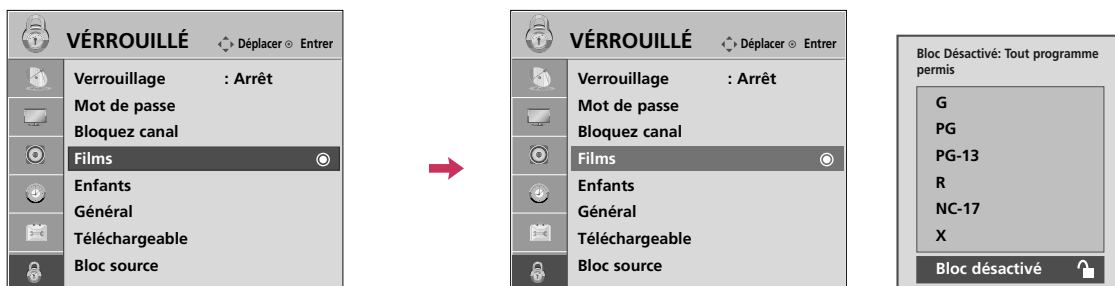 VÉRROUILLÉ Déplacer Entrer
Verrouillage : Arrêt
Mot de passe
Bloquez canal
Films
Enfants
Général
Téléchargeable
Bloc source
VÉRROUILLÉ Déplacer Entrer
Verrouillage : Arrêt
Mot de passe
Bloquez canal
Films
Enfants
Général
Téléchargeable
Bloc source
Bloc Désactivé: Tout programme
permis
G
PG
PG-13
R
NC-17
X
Bloc désactivé